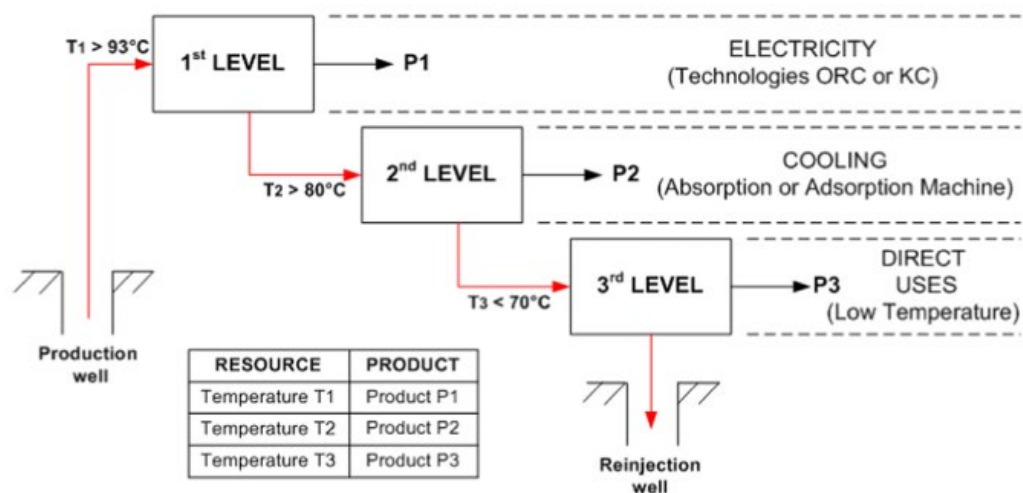 T1 > 93°C
1st LEVEL
P1
ELECTRICITY
(Technologies ORC or KC)
T2 > 80°C
2nd LEVEL
P2
COOLING
(Absorption or Adsorption Machine)
T3 < 70°C
3rd LEVEL
P3
DIRECT
USES
(Low Temperature)
Production
well
RESOURCE PRODUCT
Temperature T1 Product P1
Temperature T2 Product P2
Temperature T3 Product P3
Reinjection
well